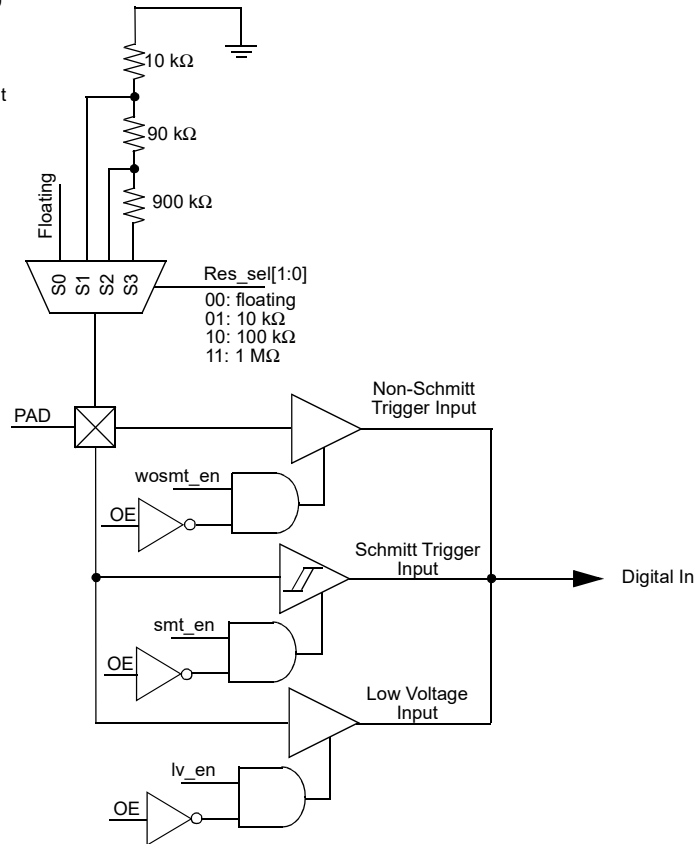 )
10 kΩ
t
90 kΩ
900 kΩ
Floating
S0
S1
S2
S3
Res_sel[1:0]
00: floating
01: 10 kΩ
10: 100 kΩ
11: 1 MΩ
PAD
Non-Schmitt
Trigger Input
wosmt_en
OE
Schmitt Trigger
Input
Digital In
smt_en
OE
Low Voltage
Input
lv_en
OE